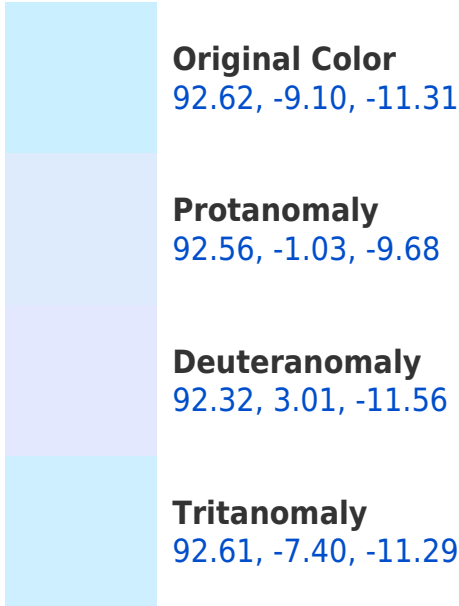 Original Color
92.62, -9.10, -11.31
Protanomaly
92.56, -1.03, -9.68
Deuteranomaly
92.32, 3.01, -11.56
Tritanomaly
92.61, -7.40, -11.29